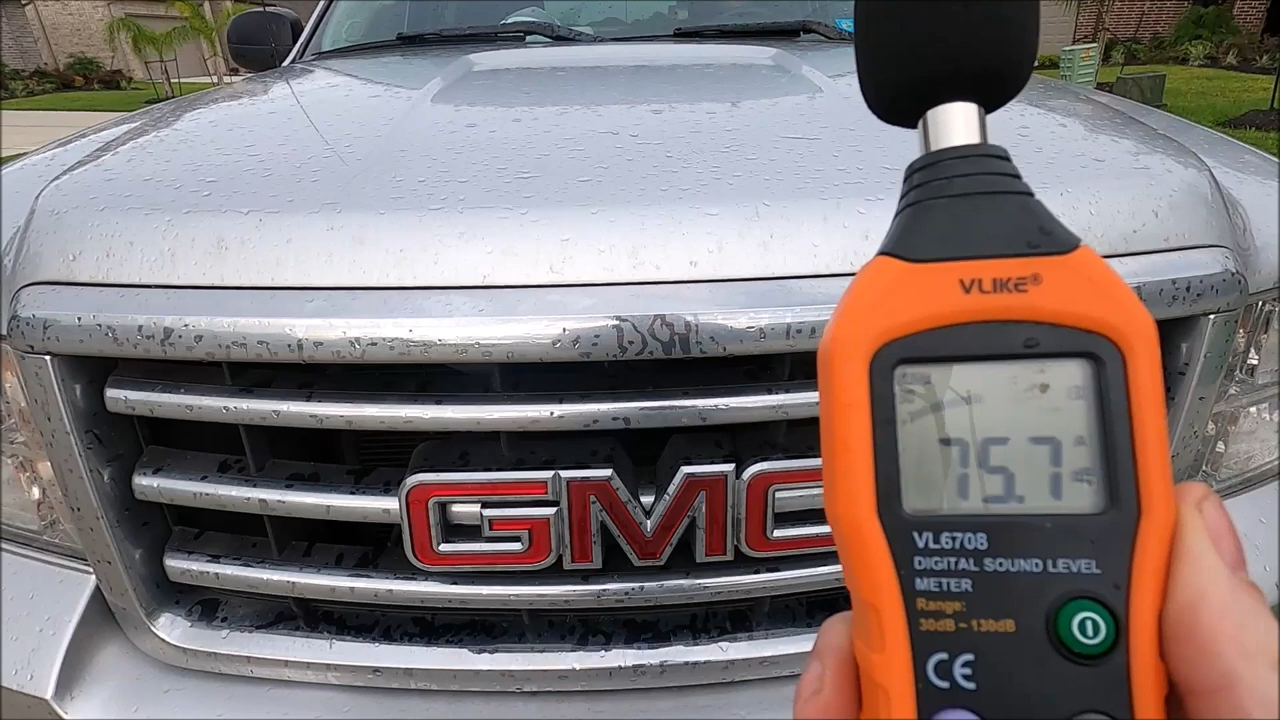 VLIKE®
75.7
GMC
VL6708
DIGITAL SOUND LEVEL
METER
Range:
30dB ~ 130dB
CE